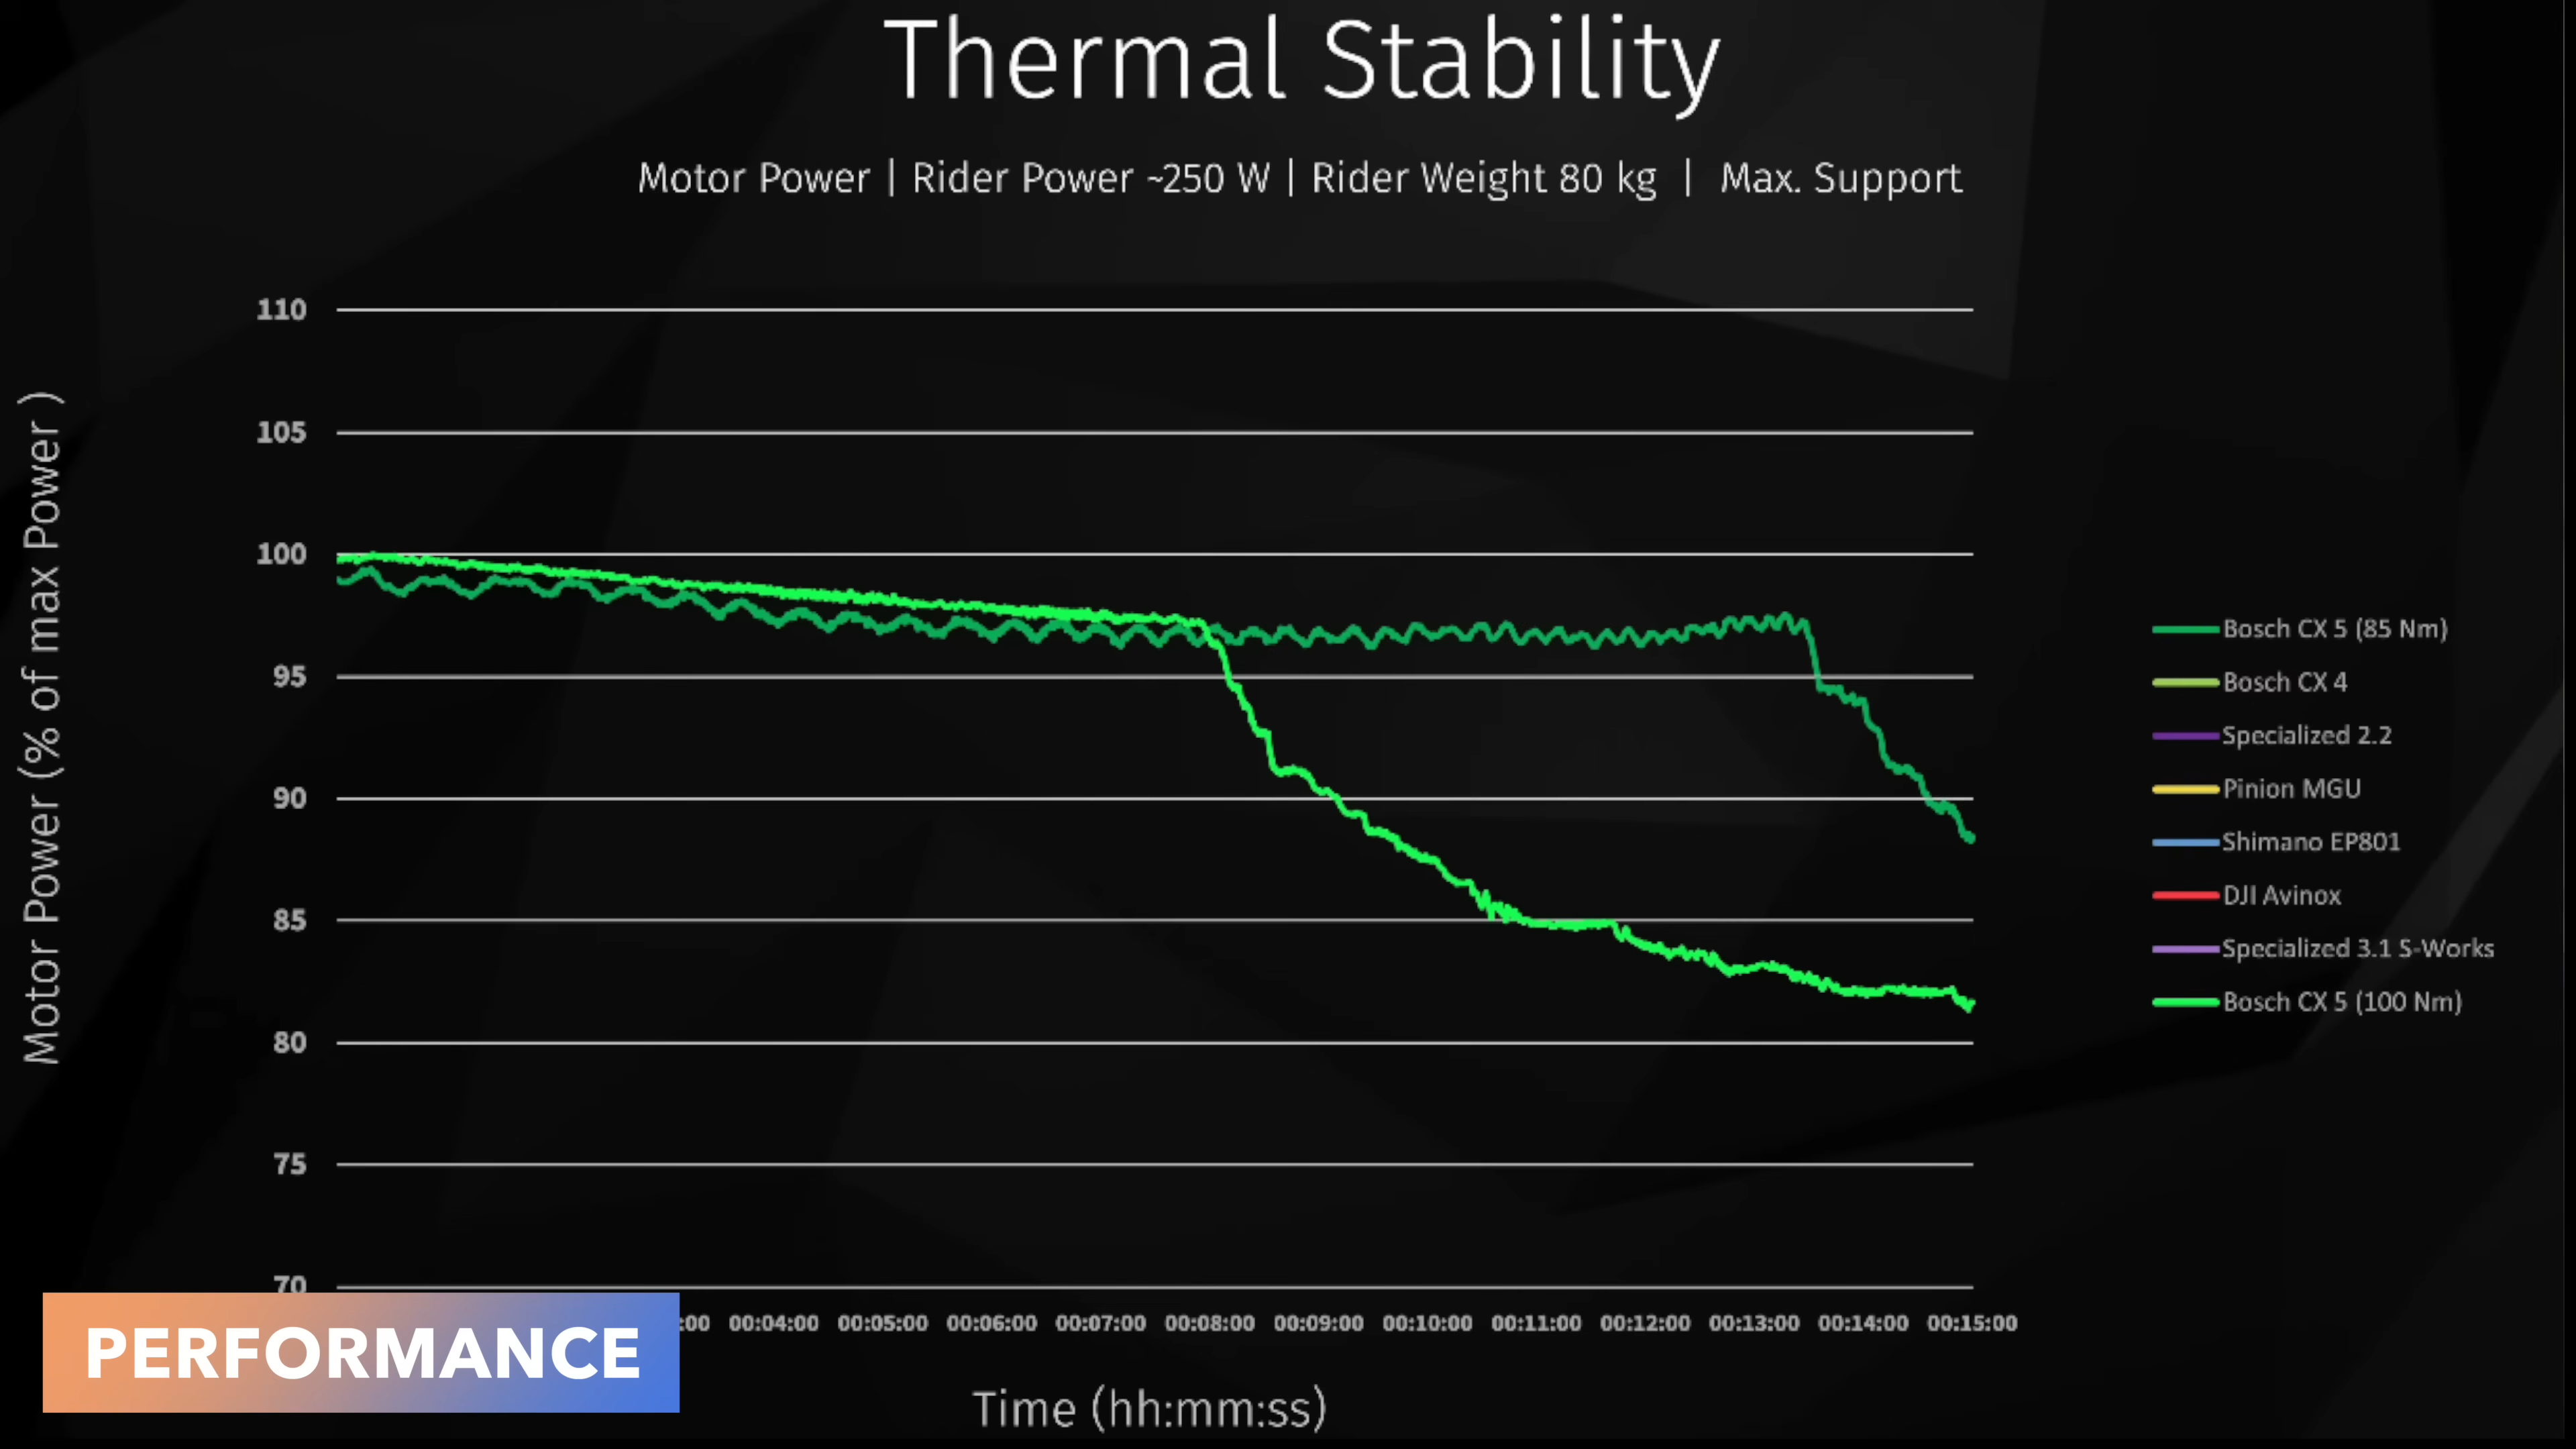 Thermal Stability
Motor Power | Rider Power ~250 W | Rider Weight 80 kg | Max. Support
Motor Power (% of max Power )
110
105
100
95
90
85
80
75
70
Bosch CX 5 (85 Nm)
Bosch CX 4
Specialized 2.2
Pinion MGU
Shimano EP801
DJI Avinox
Specialized 3.1 S-Works
Bosch CX 5 (100 Nm)
:00 00:04:00 00:05:00 00:06:00 00:07:00 00:08:00 00:09:00 00:10:00 00:11:00 00:12:00 00:13:00 00:14:00 00:15:00
PERFORMANCE
Time (hh:mm:ss)